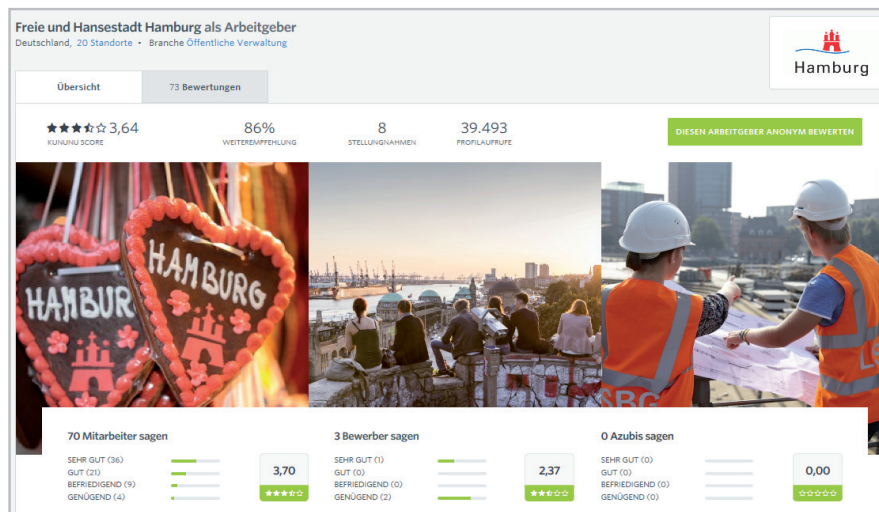 Freie und Hansestadt Hamburg als Arbeitgeber
Deutschland, 20 Standorte • Branche Öffentliche Verwaltung
Hamburg
Übersicht
73 Bewertungen
3,64
KUNUNU SCORE
86%
WEITEREMPFEHLUNG
8
STELLUNGNAHMEN
39.493
PROFILAUFRUFE
DIESEN ARBEITGEBER ANONYM BEWERTEN
HAMBUR
HAMBURG
SBG
70 Mitarbeiter sagen
SEHR GUT (36)
GUT (21)
BEFRIEDIGEND (9)
GENÜGEND (4)
3,70
3 Bewerber sagen
SEHR GUT (1)
GUT (0)
BEFRIEDIGEND (0)
GENÜGEND (2)
2,37
0 Azubis sagen
SEHR GUT (0)
GUT (0)
BEFRIEDIGEND (0)
GENÜGEND (0)
0,00